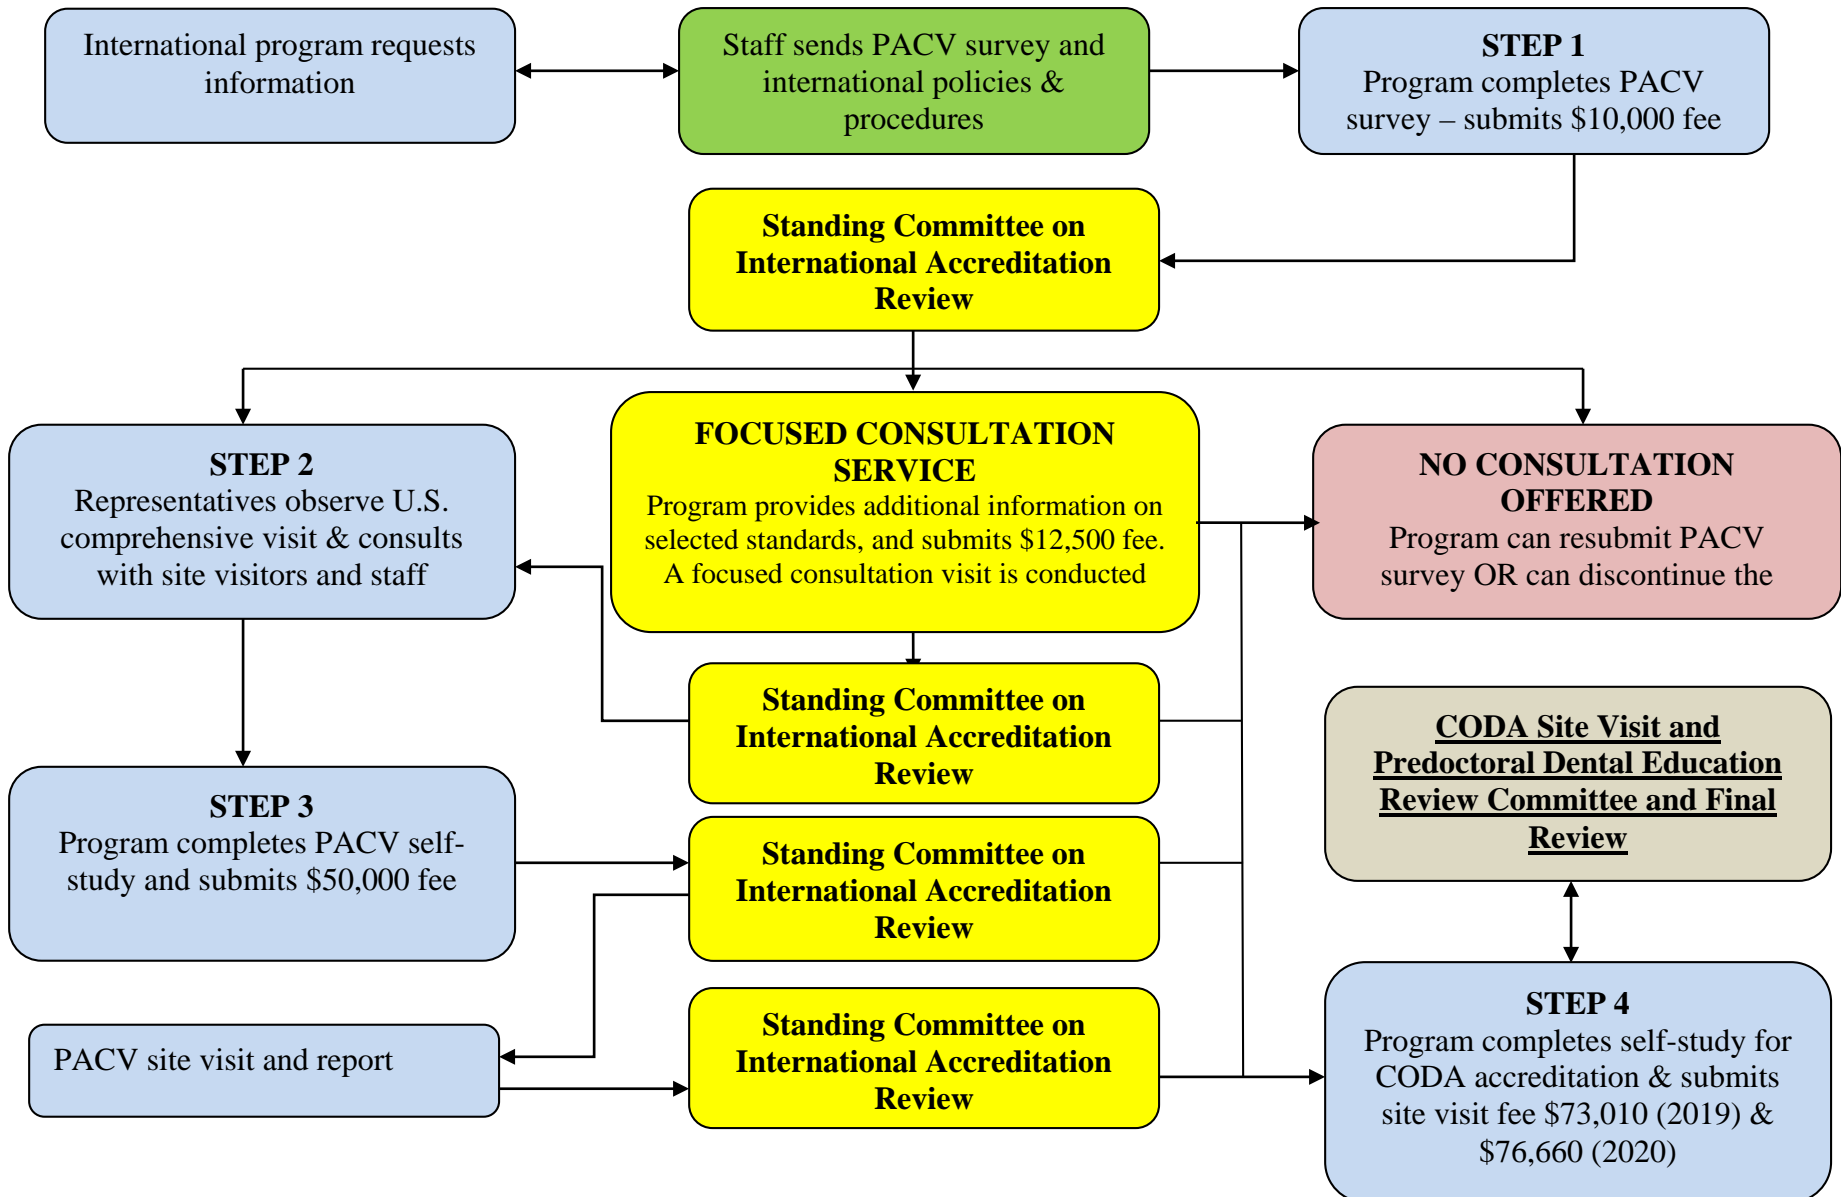 International program requests
information
Staff sends PACV survey and
international policies &
procedures
STEP 1
Program completes PACV
survey – submits $10,000 fee
Standing Committee on
International Accreditation
Review
STEP 2
Representatives observe U.S.
comprehensive visit & consults
with site visitors and staff
FOCUSED CONSULTATION
SERVICE
Program provides additional information on
selected standards, and submits $12,500 fee.
A focused consultation visit is conducted
NO CONSULTATION
OFFERED
Program can resubmit PACV
survey OR can discontinue the
Standing Committee on
International Accreditation
Review
CODA Site Visit and
Predoctoral Dental Education
Review Committee and Final
Review
STEP 3
Program completes PACV self-
study and submits $50,000 fee
Standing Committee on
International Accreditation
Review
PACV site visit and report
Standing Committee on
International Accreditation
Review
STEP 4
Program completes self-study for
CODA accreditation & submits
site visit fee $73,010 (2019) &
$76,660 (2020)